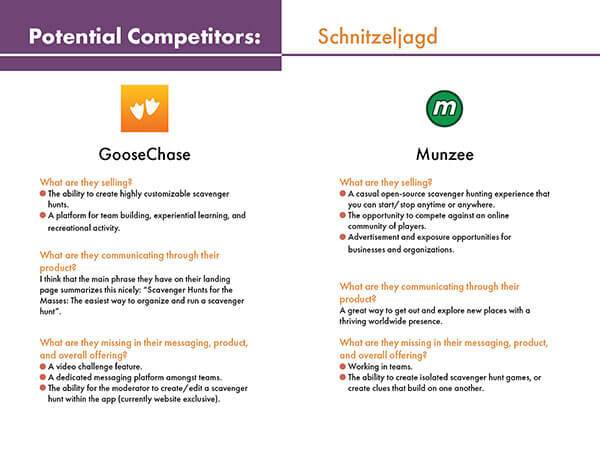 Potential Competitors:
Schnitzeljagd
GooseChase
What are they selling?
The ability to create highly customizable scavenger
hunts.
A platform for team building, experiential learning, and
recreational activity.
What are they communicating through their
product?
I think that the main phrase they have on their landing
page summarizes this nicely: “Scavenger Hunts for the
Masses: The easiest way to organize and run a scavenger
hunt”.
What are they missing in their messaging, product,
and overall offering?
A video challenge feature.
A dedicated messaging platform amongst teams.
The ability for the moderator to create/edit a scavenger
hunt within the app (currently website exclusive).
m
Munzee
What are they selling?
A casual open-source scavenger hunting experience that
you can start/stop anytime or anywhere.
The opportunity to compete against an online
community of players.
Advertisement and exposure opportunities for
businesses and organizations.
What are they communicating through their
product?
A great way to get out and explore new places with a
thriving worldwide presence.
What are they missing in their messaging, product,
and overall offering?
Working in teams.
The ability to create isolated scavenger hunt games, or
create clues that build on one another.